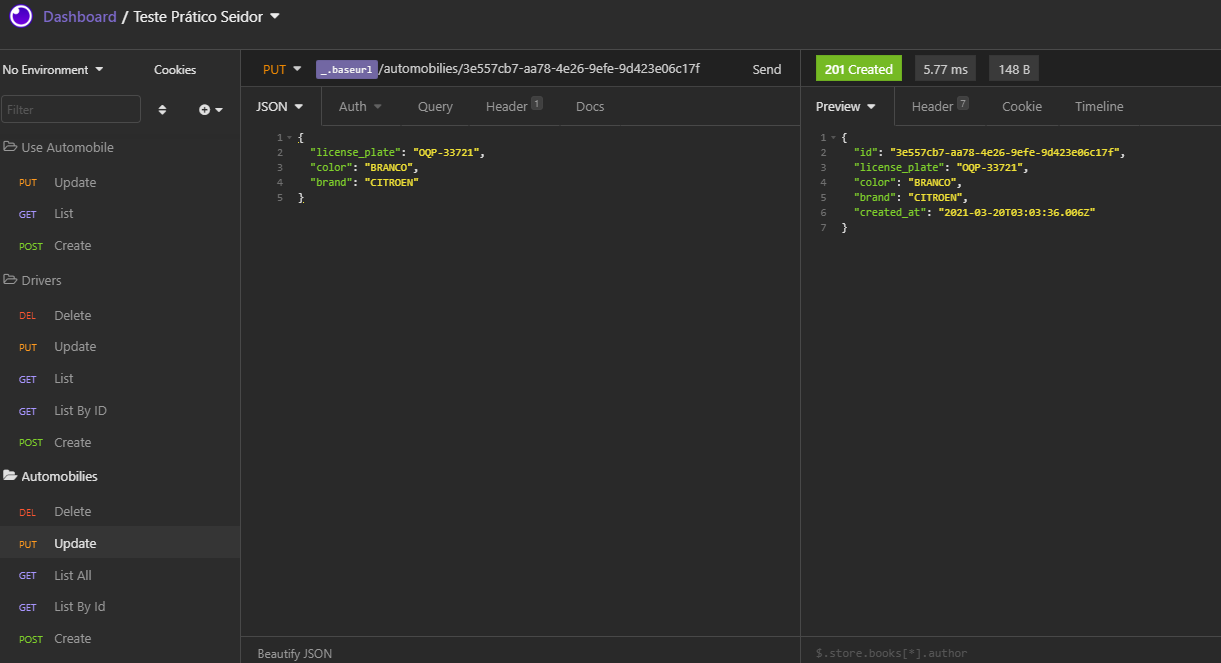 Dashboard / Teste Prático Seidor
No Environment
Cookies
Filter
Use Automobile
PUT Update
GET List
POST Create
Drivers
DEL Delete
PUT Update
GET List
GET List By ID
POST Create
Automobilies
DEL Delete
PUT Update
GET List All
GET List By Id
POST Create
PUT _.baseurl/automobilies/3e557cb7-aa78-4e26-9efe-9d423e06c17f Send
JSON Auth Query Header 1 Docs
1 {
2 "license_plate": "OQP-33721",
3 "color": "BRANCO",
4 "brand": "CITROEN"
5 }
Beautify JSON
201 Created 5.77 ms 148 B
Preview Header 7 Cookie Timeline
1 {
2 "id": "3e557cb7-aa78-4e26-9efe-9d423e06c17f",
3 "license_plate": "OQP-33721",
4 "color": "BRANCO",
5 "brand": "CITROEN",
6 "created_at": "2021-03-20T03:03:36.006Z"
7 }
$.store.books[*].author